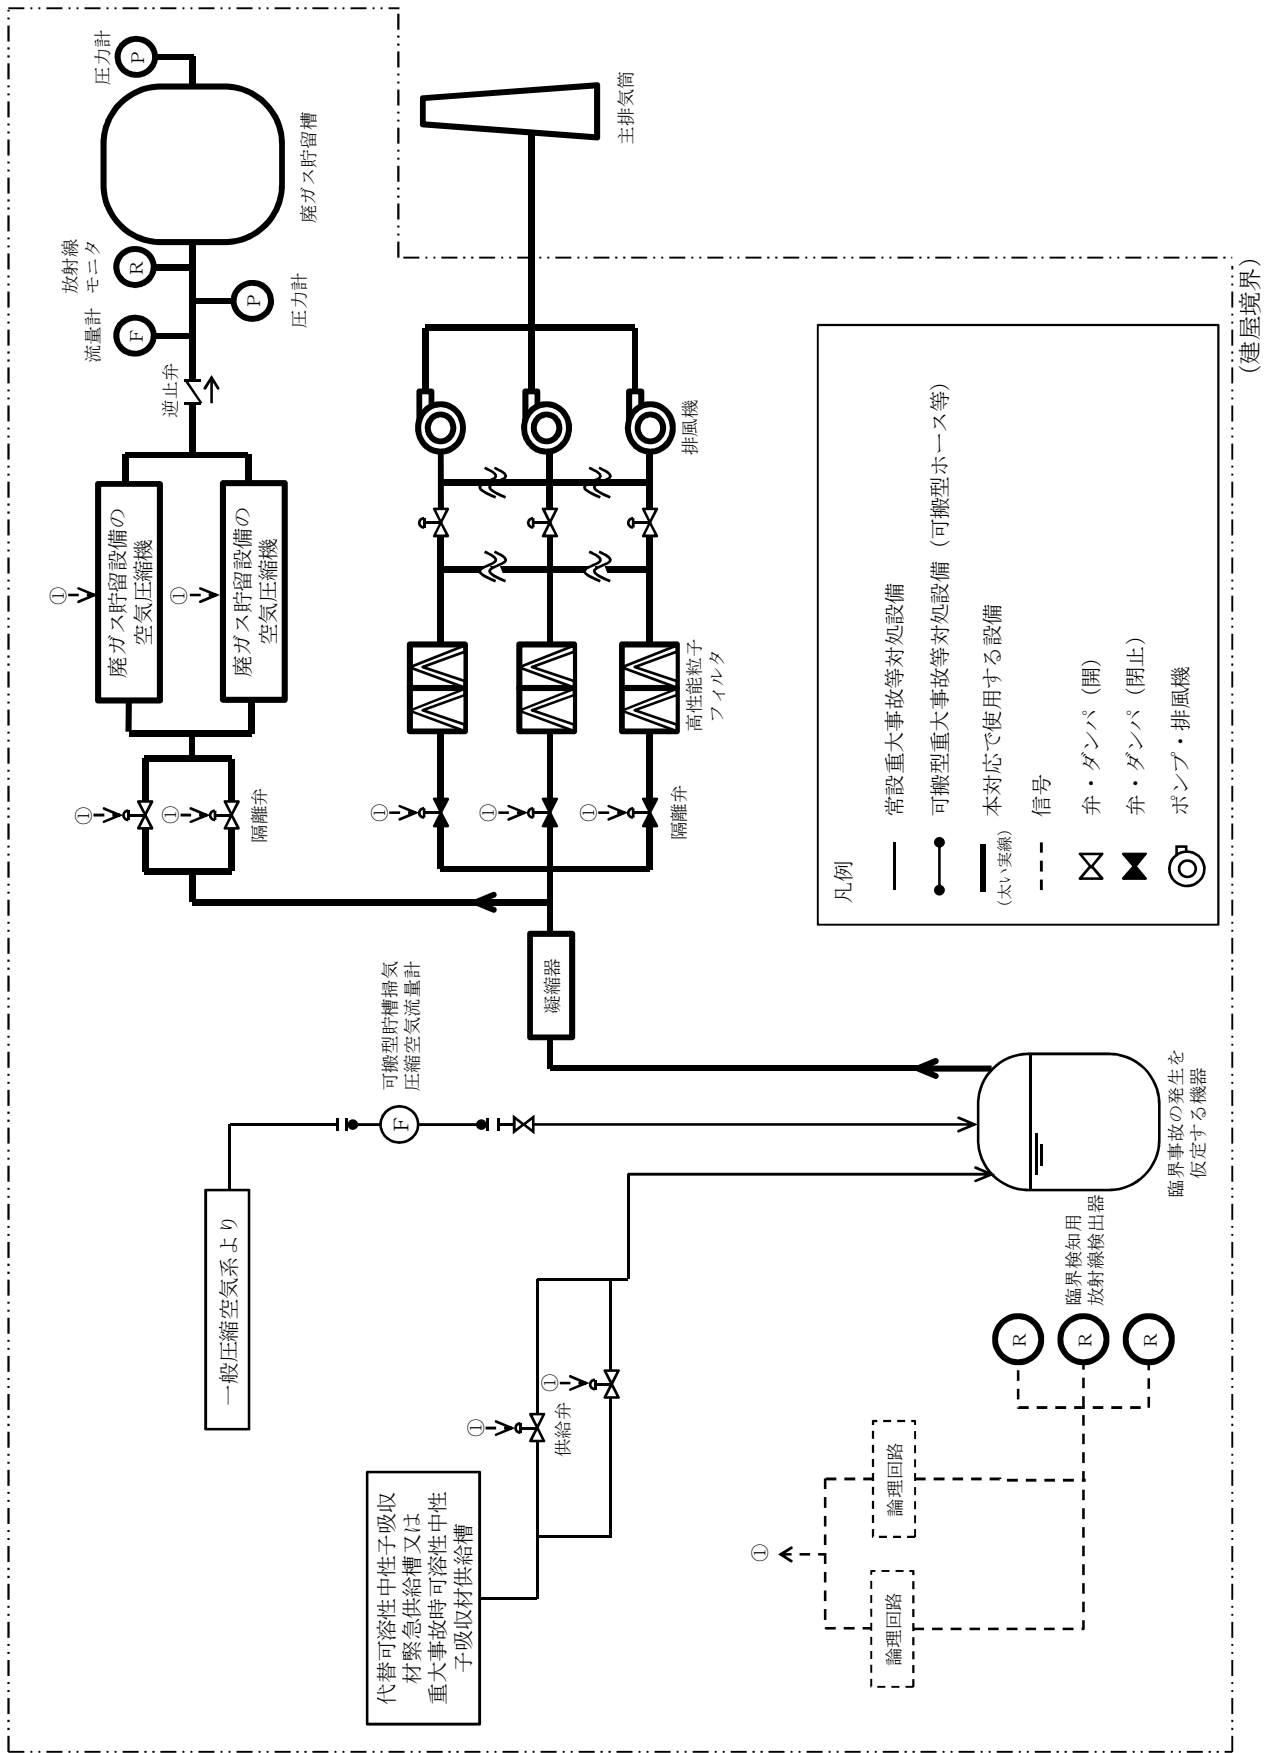 代替可溶性中性子吸収
材緊急供給槽又は
重大事故時可溶性中性
子吸収材供給槽
一般圧縮空気系より
①
①
供給弁
①
論理回路
論理回路
R
R
R
臨界検知用
放射線検出器
臨界事故の発生を
仮定する機器
F
可搬型貯槽掃気
圧縮空気流量計
凝縮器
①
①
隔離弁
①
①
①
隔離弁
①
①
廃ガス貯留設備の
空気圧縮機
廃ガス貯留設備の
空気圧縮機
高性能粒子
フィルタ
排風機
逆止弁
流量計
F
放射線
モニタ
R
P
圧力計
廃ガス貯留槽
圧力計
P
主排気筒
凡例
常設重大事故等対処設備
可搬型重大事故等対処設備（可搬型ホース等）
本対応で使用する設備
(太い実線)
信号
弁・ダンパ（開）
弁・ダンパ（閉止）
ポンプ・排風機
(建屋境界)